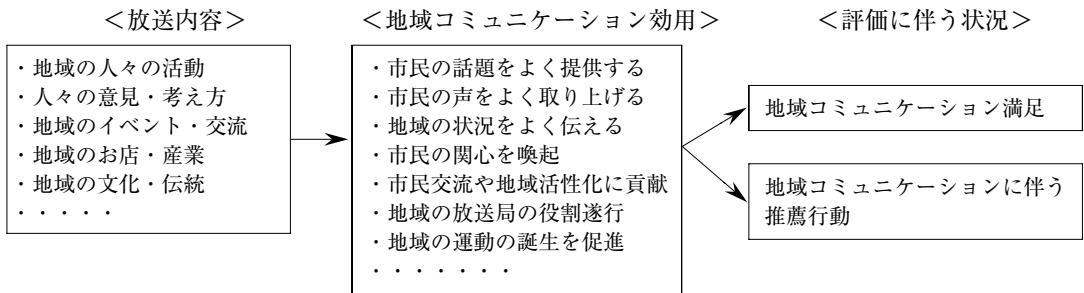 ＜放送内容＞
・地域の人々の活動
・人々の意見・考え方
・地域のイベント・交流
・地域のお店・産業
・地域の文化・伝統
・・・・・
＜地域コミュニケーション効用＞
・市民の話題をよく提供する
・市民の声をよく取り上げる
・地域の状況をよく伝える
・市民の関心を喚起
・市民交流や地域活性化に貢献
・地域の放送局の役割遂行
・地域の運動の誕生を促進
・・・・・・・
＜評価に伴う状況＞
地域コミュニケーション満足
地域コミュニケーションに伴う
推薦行動